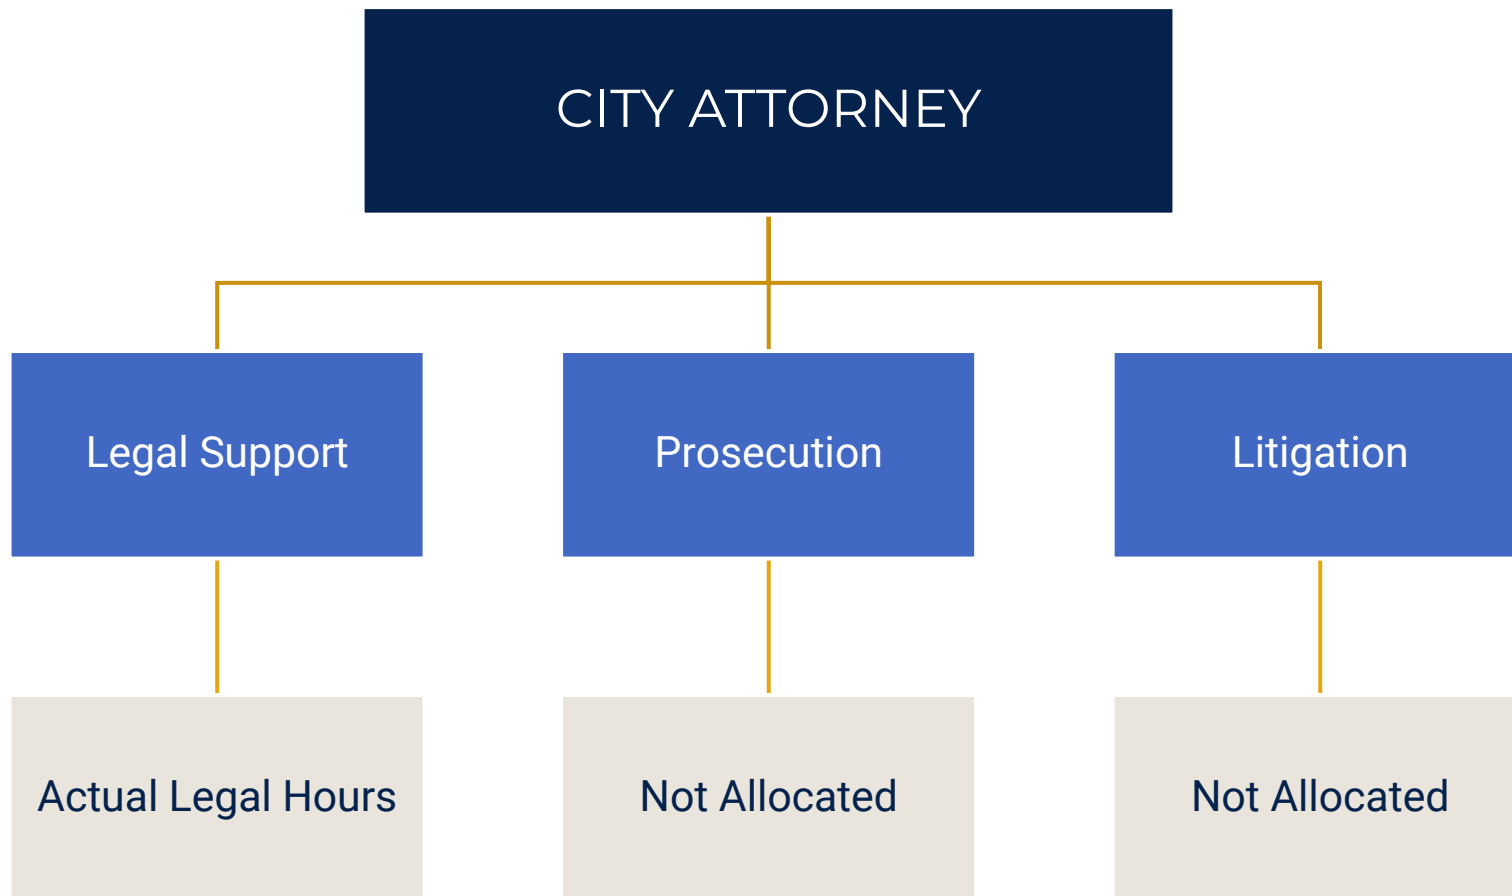 CITY ATTORNEY
Legal Support
Prosecution
Litigation
Actual Legal Hours
Not Allocated
Not Allocated